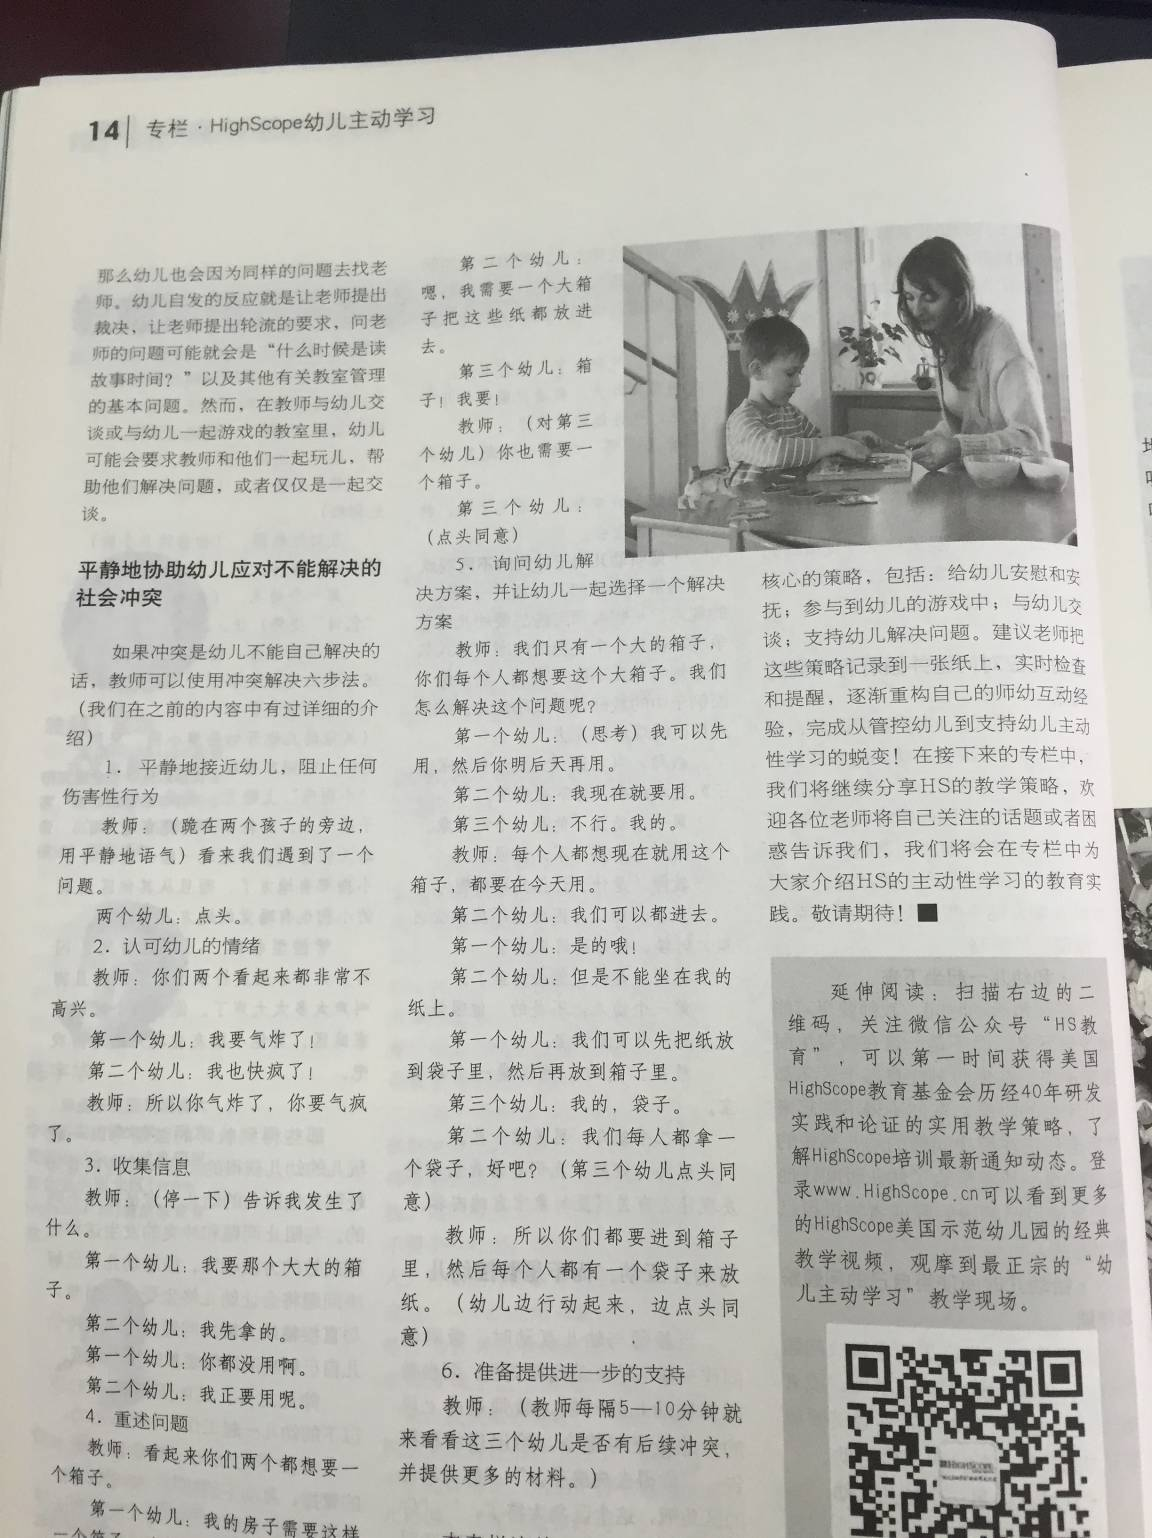 14 专栏·HighScope幼儿主动学习
那么幼儿也会因为同样的问题去找老
师。幼儿自发的反应就是让老师提出
裁决，让老师提出轮流的要求，问老
师的问题可能就会是“什么时候是读
故事时间？”以及其他有关教室管理
的基本问题。然而，在教师与幼儿交
谈或与幼儿一起游戏的教室里，幼儿
可能会要求教师和他们一起玩儿，帮
助他们解决问题，或者仅仅是一起交
谈。
平静地协助幼儿应对不能解决的
社会冲突
如果冲突是幼儿不能自己解决的
话，教师可以使用冲突解决六步法。
（我们在之前的内容中有过详细的介
绍）
1．平静地接近幼儿，阻止任何
伤害性行为
教师：（跪在两个孩子的旁边，
用平静地语气）看来我们遇到了一个
问题。
两个幼儿：点头。
2．认可幼儿的情绪
教师：你们两个看起来都非常不
高兴。
第一个幼儿：我要气炸了！
第二个幼儿：我也快疯了！
教师：所以你气炸了，你要气疯
了。
3．收集信息
教师：（停一下）告诉我发生了
什么。
第一个幼儿：我要那个大大的箱
子。
第二个幼儿：我先拿的。
第一个幼儿：你都没用啊。
第二个幼儿：我正要用呢。
4．重述问题
教师：看起来你们两个都想要一
个箱子。
第一个幼儿：我的房子需要这样
第二个幼儿：
嗯，我需要一个大箱
子把这些纸都放进
去。
第三个幼儿：箱
子！我要！
教师：（对第三
个幼儿）你也需要一
个箱子。
第三个幼儿：
（点头同意）
5．询问幼儿解
决方案，并让幼儿一起选择一个解决
方案
教师：我们只有一个大的箱子，
你们每个人都想要这个大箱子。我们
怎么解决这个问题呢？
第一个幼儿：（思考）我可以先
用，然后你明后天再用。
第二个幼儿：我现在就要用。
第三个幼儿：不行。我的。
教师：每个人都想现在就用这个
箱子，都要在今天用。
第二个幼儿：我们可以都进去。
第一个幼儿：是的哦！
第二个幼儿：但是不能坐在我的
纸上。
第一个幼儿：我们可以先把纸放
到袋子里，然后再放到箱子里。
第三个幼儿：我的，袋子。
第二个幼儿：我们每人都拿一
个袋子，好吧？（第三个幼儿点头同
意）
教师：所以你们都要进到箱子
里，然后每个人都有一个袋子来放
纸。（幼儿边行动起来，边点头同
意）
6．准备提供进一步的支持
教师：（教师每隔5—10分钟就
来看看这三个幼儿是否有后续冲突，
并提供更多的材料。）
核心的策略，包括：给幼儿安慰和安
抚；参与到幼儿的游戏中；与幼儿交
谈；支持幼儿解决问题。建议老师把
这些策略记录到一张纸上，实时检查
和提醒，逐渐重构自己的师幼互动经
验，完成从管控幼儿到支持幼儿主动
性学习的蜕变！在接下来的专栏中，
我们将继续分享HS的教学策略，欢
迎各位老师将自己关注的话题或者困
惑告诉我们，我们将会在专栏中为
大家介绍HS的主动性学习的教育实
践。敬请期待！■
延伸阅读：扫描右边的二
维码，关注微信公众号“HS教
育”，可以第一时间获得美国
HighScope教育基金会历经40年研发
实践和论证的实用教学策略，了
解HighScope培训最新通知动态。登
录www.HighScope.cn可以看到更多
的HighScope美国示范幼儿园的经典
教学视频，观摩到最正宗的“幼
儿主动学习”教学现场。
HIGHSCOPE